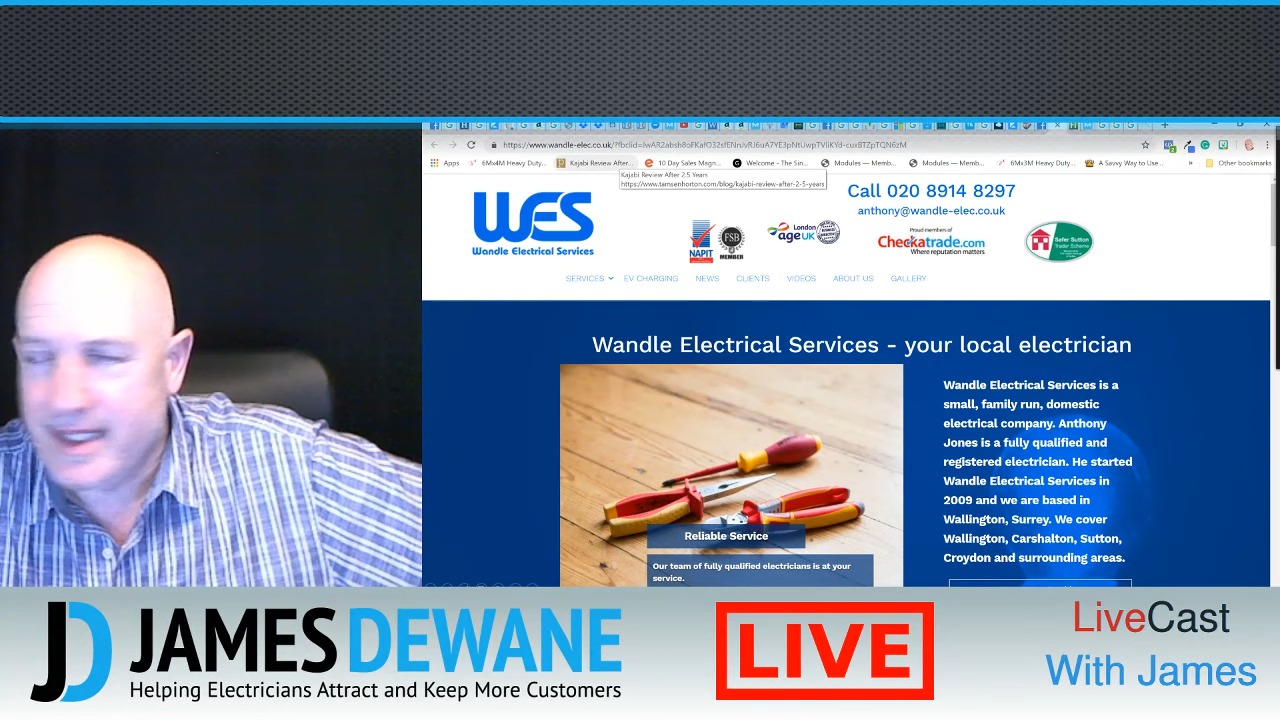 https://www.wandle-elec.co.uk/
Apps
6Mx4M Heavy Duty...
Kajabi Review After...
10 Day Sales Magn...
Welcome - The Sin...
Modules — Memb...
Modules — Memb...
6Mx3M Heavy Duty...
A Savvy Way to Use...
»
Other bookmarks
Kajabi Review After 2.5 Years
https://www.tamsenhorton.com/blog/kajabi-review-after-2-5-years
WES
Wandle Electrical Services
NAPIT
FSB
MEMBER
London
ageUK
Proud members of
Checkatrade.com
Where reputation matters
Safer Sutton
Trader Scheme
Call 020 8914 8297
anthony@wandle-elec.co.uk
SERVICES
EV CHARGING
NEWS
CLIENTS
VIDEOS
ABOUT US
GALLERY
Wandle Electrical Services - your local electrician
Reliable Service
Our team of fully qualified electricians is at your
service.
Wandle Electrical Services is a
small, family run, domestic
electrical company. Anthony
Jones is a fully qualified and
registered electrician. He started
Wandle Electrical Services in
2009 and we are based in
Wallington, Surrey. We cover
Wallington, Carshalton, Sutton,
Croydon and surrounding areas.
JD JAMES DEWANE
Helping Electricians Attract and Keep More Customers
LIVE
LiveCast
With James